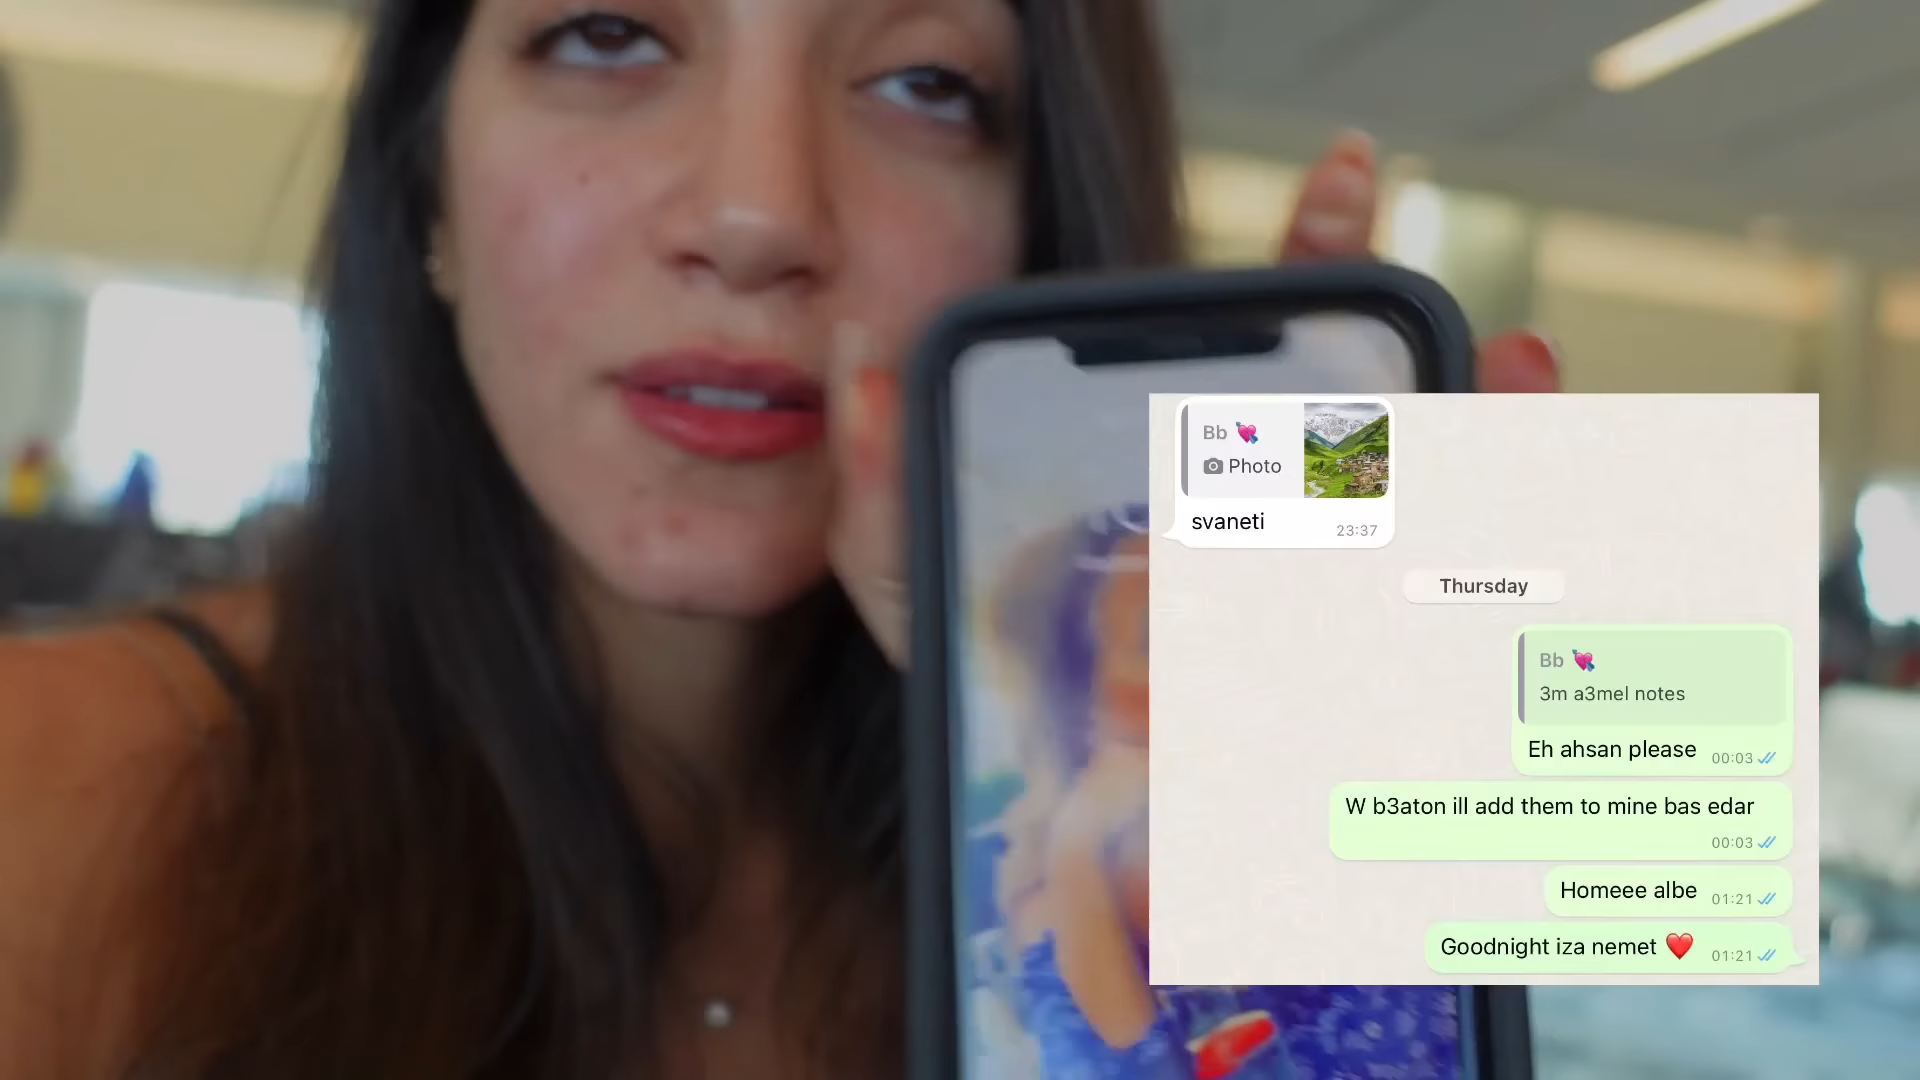 Bb 💘
Photo
svaneti
23:37
Thursday
Bb 💘
3m a3mel notes
Eh ahsan please 00:03
W b3aton ill add them to mine bas edar
00:03
Homeee albe 01:21
Goodnight iza nemet ❤️ 01:21